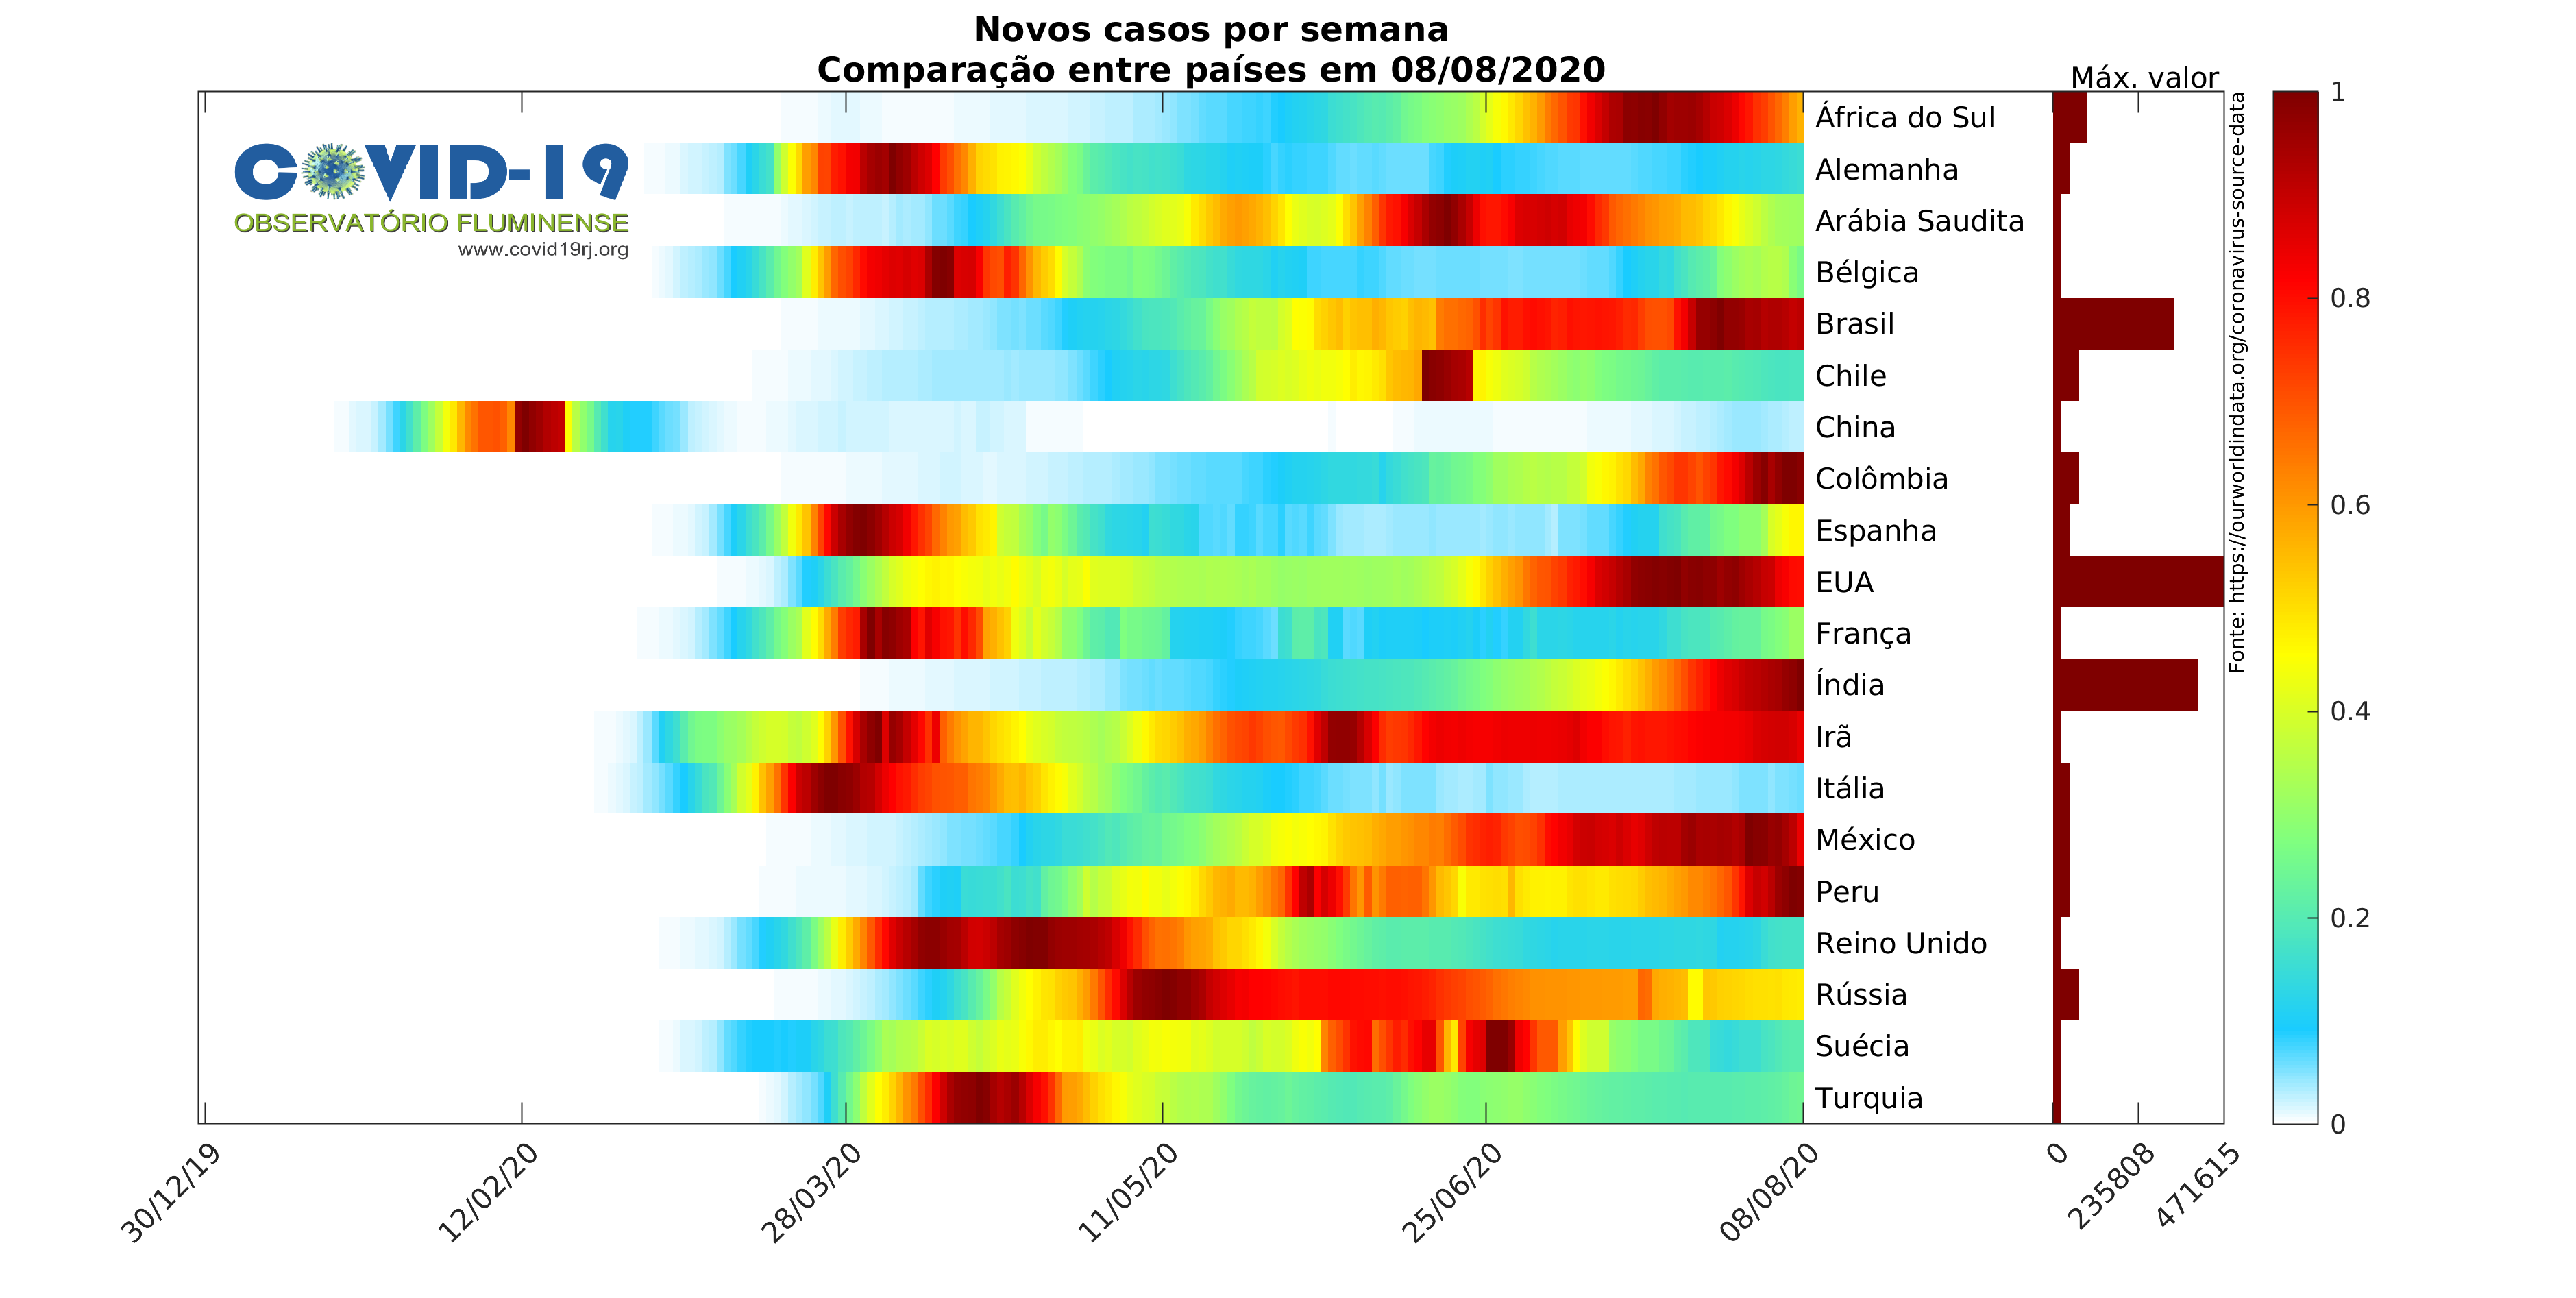 Novos casos por semana
Comparação entre países em 08/08/2020
Máx. valor
COVID-19
OBSERVATÓRIO FLUMINENSE
www.covid19rj.org
África do Sul
Alemanha
Arábia Saudita
Bélgica
Brasil
Chile
China
Colômbia
Espanha
EUA
França
Índia
Irã
Itália
México
Peru
Reino Unido
Rússia
Suécia
Turquia
Fonte: https://ourworldindata.org/coronavirus-source-data
1
0.8
0.6
0.4
0.2
0
30/12/19
12/02/20
28/03/20
11/05/20
25/06/20
08/08/20
0
235808
471615